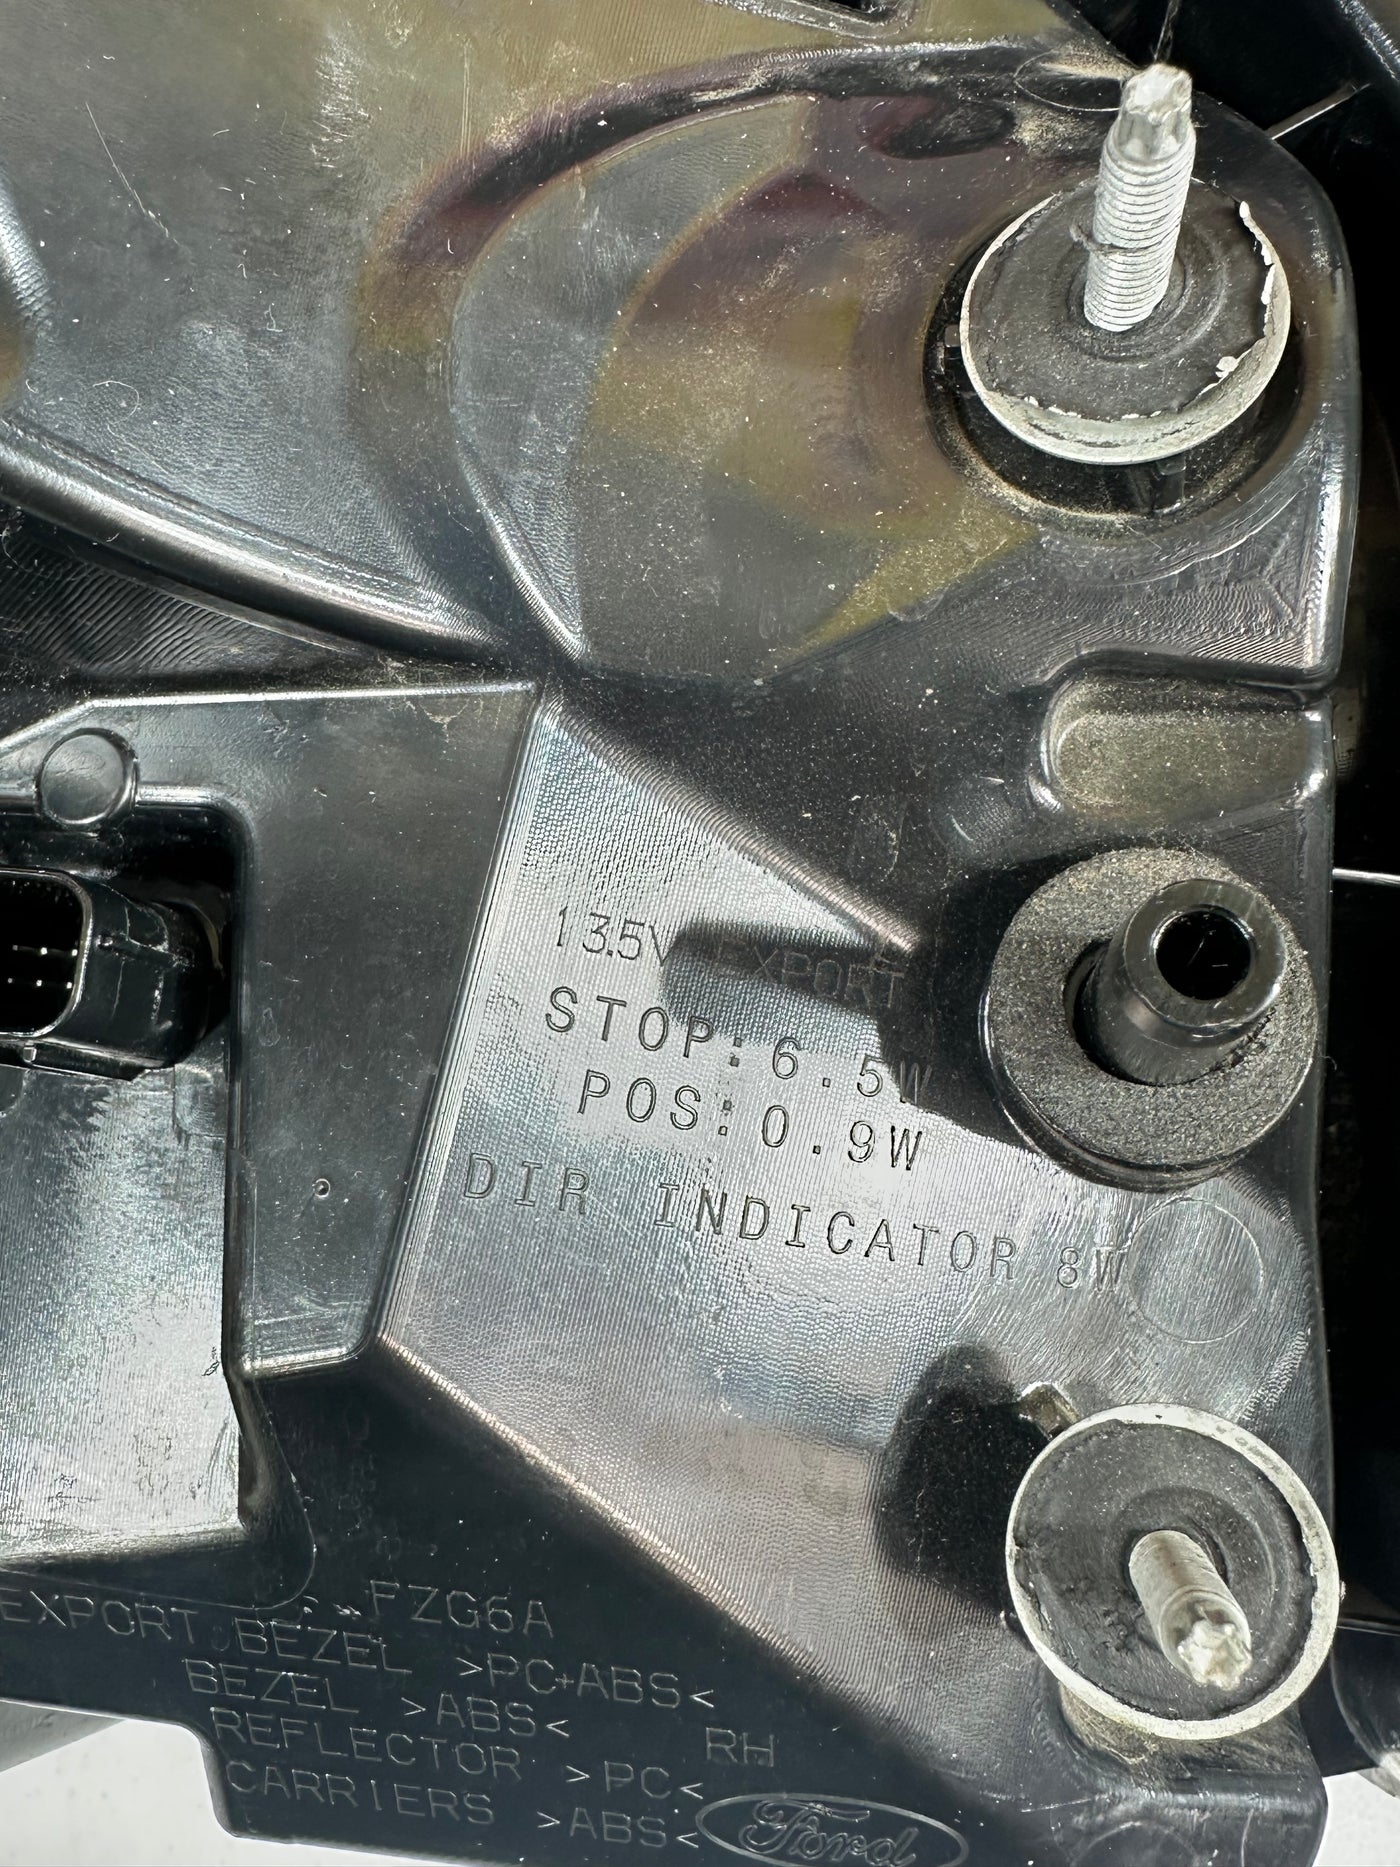 13.5V EXPORT
STOP:6.5W
POS:0.9W
DIR INDICATOR 8W
FZG6A
EXPORT BEZEL >PC+ABS<
BEZEL >ABS<
RH
REFLECTOR >PC<
CARRIERS >ABS<
Ford